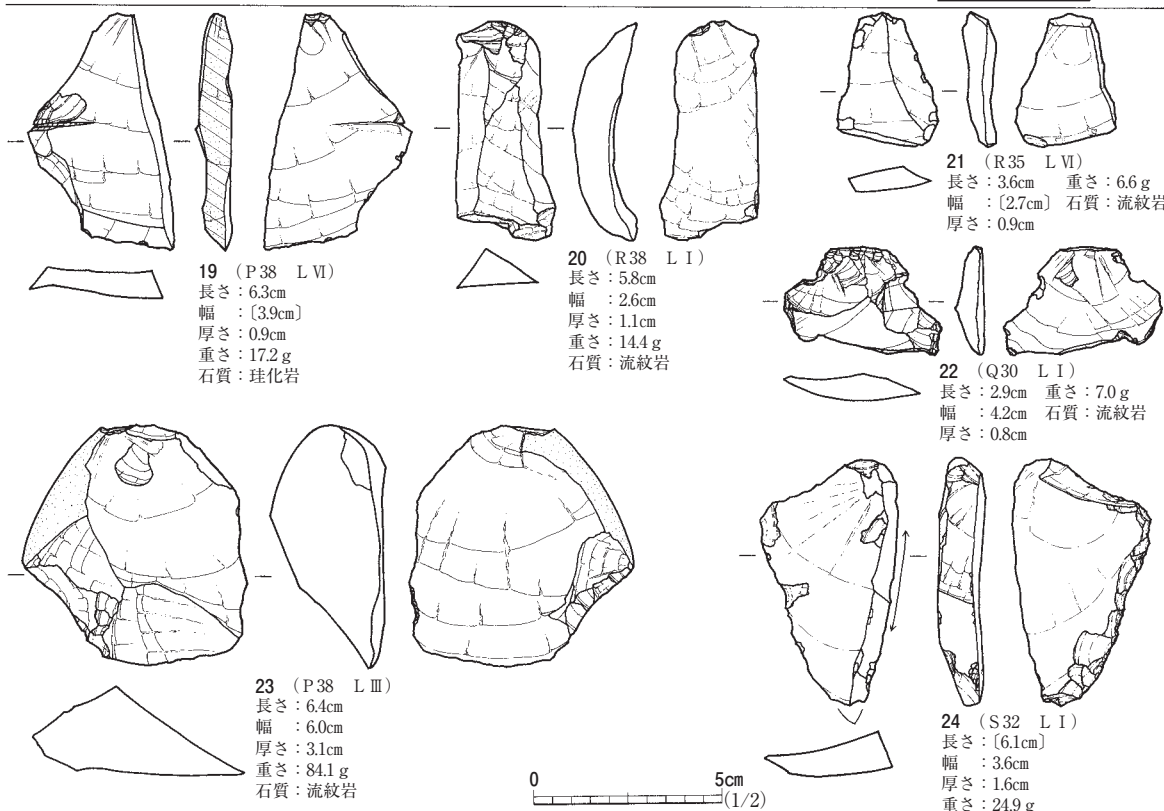 19 (P38 LⅥ)
長さ：6.3cm
幅 ：〔3.9cm〕
厚さ：0.9cm
重さ：17.2ｇ
石質：珪化岩
20 (R38 LⅠ)
長さ：5.8cm
幅 ：2.6cm
厚さ：1.1cm
重さ：14.4ｇ
石質：流紋岩
21 (R35 LⅥ)
長さ：3.6cm 重さ：6.6ｇ
幅 ：〔2.7cm〕 石質：流紋岩
厚さ：0.9cm
22 (Q30 LⅠ)
長さ：2.9cm 重さ：7.0ｇ
幅 ：4.2cm 石質：流紋岩
厚さ：0.8cm
23 (P38 LⅢ)
長さ：6.4cm
幅 ：6.0cm
厚さ：3.1cm
重さ：84.1ｇ
石質：流紋岩
24 (S32 LⅠ)
長さ：〔6.1cm〕
幅 ：3.6cm
厚さ：1.6cm
重さ：24.9ｇ
0 5cm
(1/2)